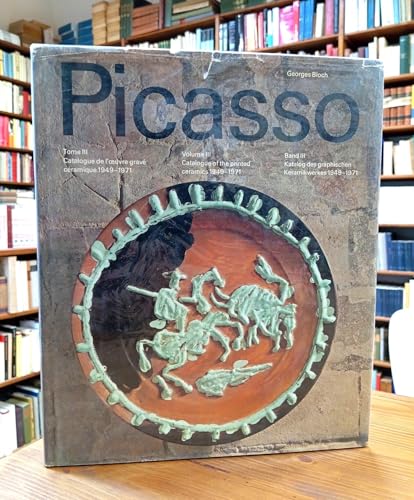 Georges Bloch
Picasso
Tome III
Catalogue de l'œuvre gravé
céramique 1949–1971
Volume III
Catalogue of the printed
ceramics 1949–1971
Band III
Katalog des graphischen
Keramikwerkes 1949–1971